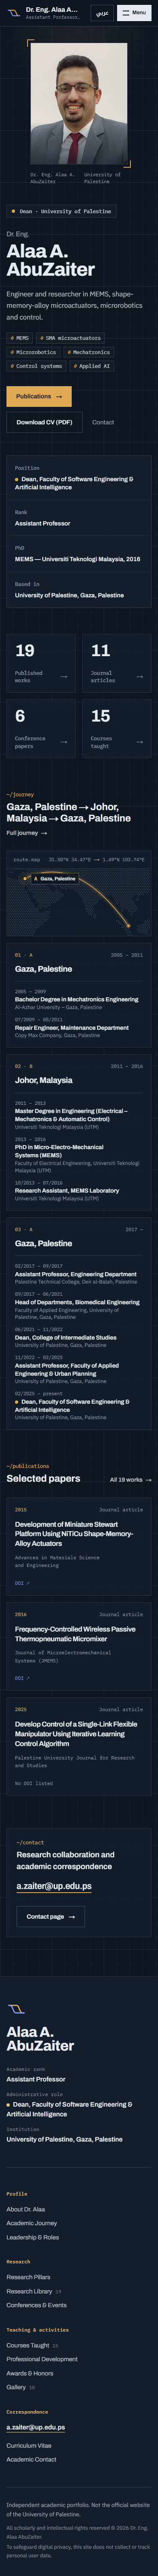 Dr. Eng. Alaa A...
Assistant Professor...
عربي
Menu
Dr. Eng. Alaa A. AbuZaiter
University of Palestine
Dean · University of Palestine
Dr. Eng.
Alaa A.
AbuZaiter
Engineer and researcher in MEMS, shape-
memory-alloy microactuators, microrobotics
and control.
# MEMS
# SMA microactuators
# Microrobotics
# Mechatronics
# Control systems
# Applied AI
Publications →
Download CV (PDF)
Contact
Position
Dean, Faculty of Software Engineering &
Artificial Intelligence
Rank
Assistant Professor
PhD
MEMS — Universiti Teknologi Malaysia, 2016
Based in
University of Palestine, Gaza, Palestine
19
Published works →
11
Journal articles →
6
Conference papers →
15
Courses taught →
~/journey
Gaza, Palestine → Johor,
Malaysia → Gaza, Palestine
Full journey →
route.map
31.50°N 34.47°E → 1.49°N 103.74°E
A Gaza, Palestine
01 · A
2005 — 2011
Gaza, Palestine
2005 — 2009
Bachelor Degree in Mechatronics Engineering
Al-Azhar University – Gaza, Palestine
07/2009 — 08/2011
Repair Engineer, Maintenance Department
Copy Max Company, Gaza, Palestine
02 · B
2011 — 2016
Johor, Malaysia
2011 — 2013
Master Degree in Engineering (Electrical –
Mechatronics & Automatic Control)
Universiti Teknologi Malaysia (UTM)
2013 — 2016
PhD in Micro-Electro-Mechanical
Systems (MEMS)
Faculty of Electrical Engineering, Universiti Teknologi
Malaysia (UTM)
10/2013 — 07/2016
Research Assistant, MEMS Laboratory
Universiti Teknologi Malaysia (UTM)
03 · A
2017 —
Gaza, Palestine
02/2017 — 09/2017
Assistant Professor, Engineering Department
Palestine Technical College, Deir al-Balah, Palestine
09/2017 — 06/2021
Head of Departments, Biomedical Engineering
Faculty of Applied Engineering, University of
Palestine, Gaza, Palestine
06/2021 — 11/2022
Dean, College of Intermediate Studies
University of Palestine, Gaza, Palestine
11/2022 — 02/2025
Assistant Professor, Faculty of Applied
Engineering & Urban Planning
University of Palestine, Gaza, Palestine
02/2025 — present
Dean, Faculty of Software Engineering &
Artificial Intelligence
University of Palestine, Gaza, Palestine
~/publications
Selected papers
All 19 works →
2015
Journal article
Development of Miniature Stewart
Platform Using NiTiCu Shape-Memory-
Alloy Actuators
Advances in Materials Science
and Engineering
DOI ↗
2016
Journal article
Frequency-Controlled Wireless Passive
Thermopneumatic Micromixer
Journal of Microelectromechanical
Systems (JMEMS)
DOI ↗
2025
Journal article
Develop Control of a Single-Link Flexible
Manipulator Using Iterative Learning
Control Algorithm
Palestine University Journal for Research
and Studies
No DOI listed
~/contact
Research collaboration and
academic correspondence
a.zaiter@up.edu.ps
Contact page →
Alaa A.
AbuZaiter
Academic rank
Assistant Professor
Administrative role
Dean, Faculty of Software Engineering &
Artificial Intelligence
Institution
University of Palestine, Gaza, Palestine
Profile
About Dr. Alaa
Academic Journey
Leadership & Roles
Research
Research Pillars
Research Library 19
Conferences & Events
Teaching & activities
Courses Taught 15
Professional Development
Awards & Honors
Gallery 16
Correspondence
a.zaiter@up.edu.ps
Curriculum Vitae
Academic Contact
Independent academic portfolio. Not the official website
of the University of Palestine.
All scholarly and intellectual rights reserved © 2026 Dr. Eng.
Alaa AbuZaiter.
To safeguard digital privacy, this site does not collect or track
personal user data.